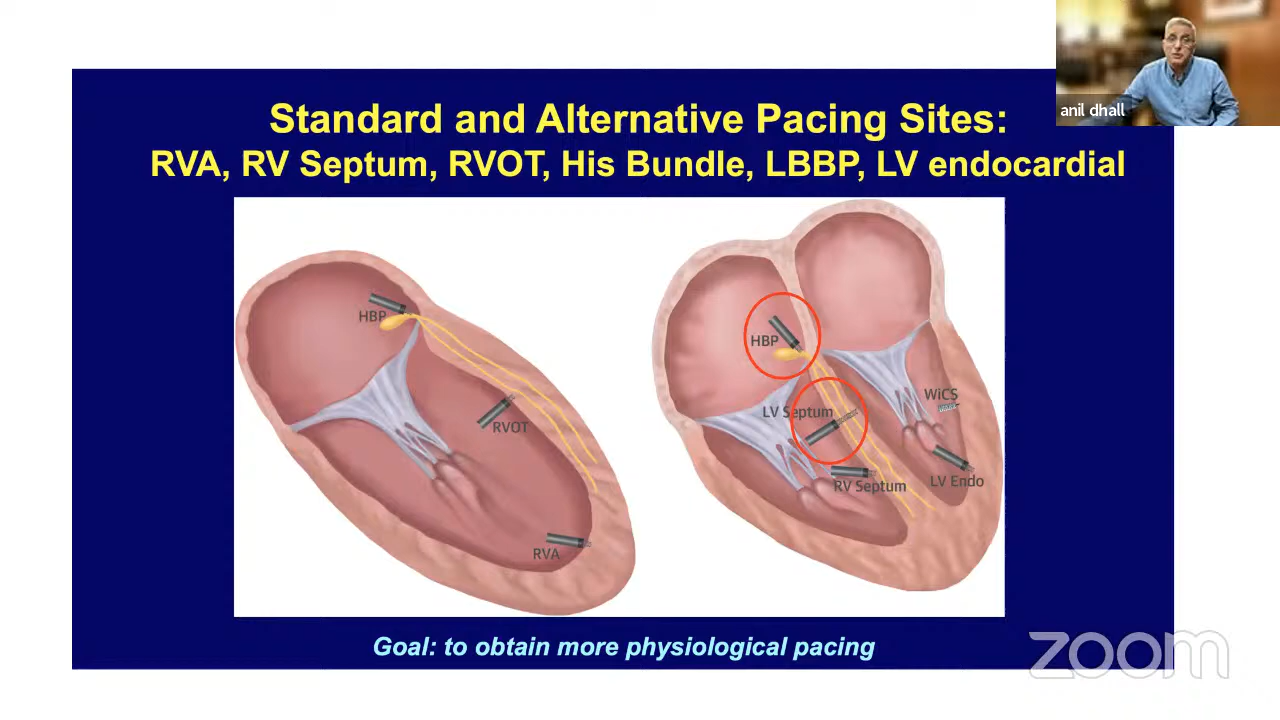 anil dhall
Standard and Alternative Pacing Sites:
RVA, RV Septum, RVOT, His Bundle, LBBP, LV endocardial
HBP
RVOT
RVA
HBP
LV Septum
WiCS
RV Septum
LV Endo
Goal: to obtain more physiological pacing
zoom